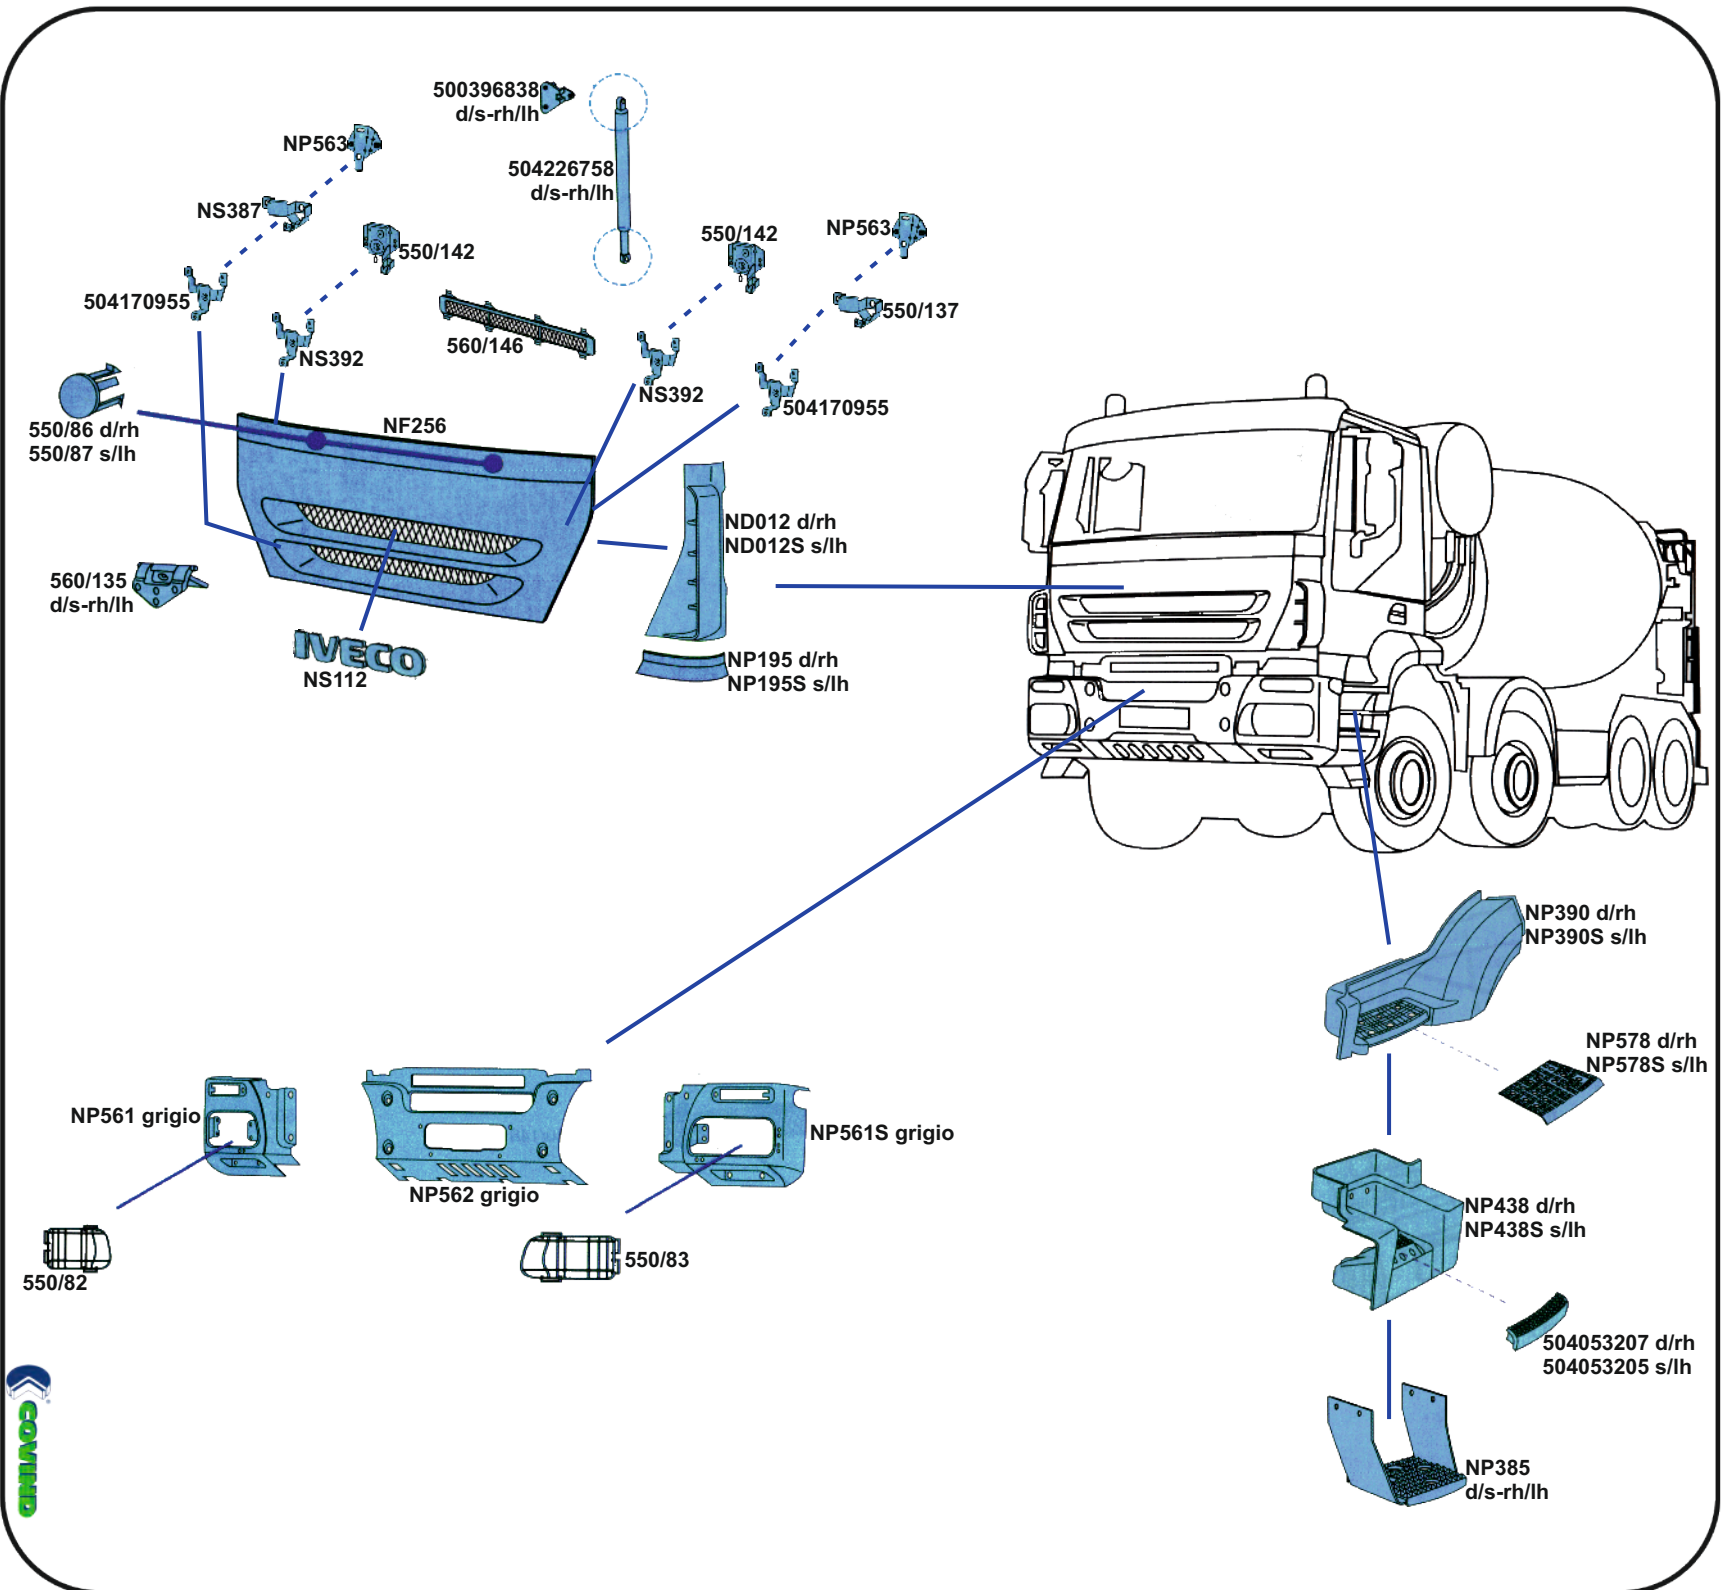 500396838
d/s-rh/lh
NP563
504226758
d/s-rh/lh
NS387
550/142
550/142
NP563
504170955
550/137
560/146
NS392
NS392
504170955
550/86 d/rh
550/87 s/lh
NF256
ND012 d/rh
ND012S s/lh
560/135
d/s-rh/lh
IVECO
NS112
NP195 d/rh
NP195S s/lh
NP390 d/rh
NP390S s/lh
NP578 d/rh
NP578S s/lh
NP561 grigio
NP561S grigio
NP562 grigio
NP438 d/rh
NP438S s/lh
550/82
550/83
504053207 d/rh
504053205 s/lh
COVIND
NP385
d/s-rh/lh